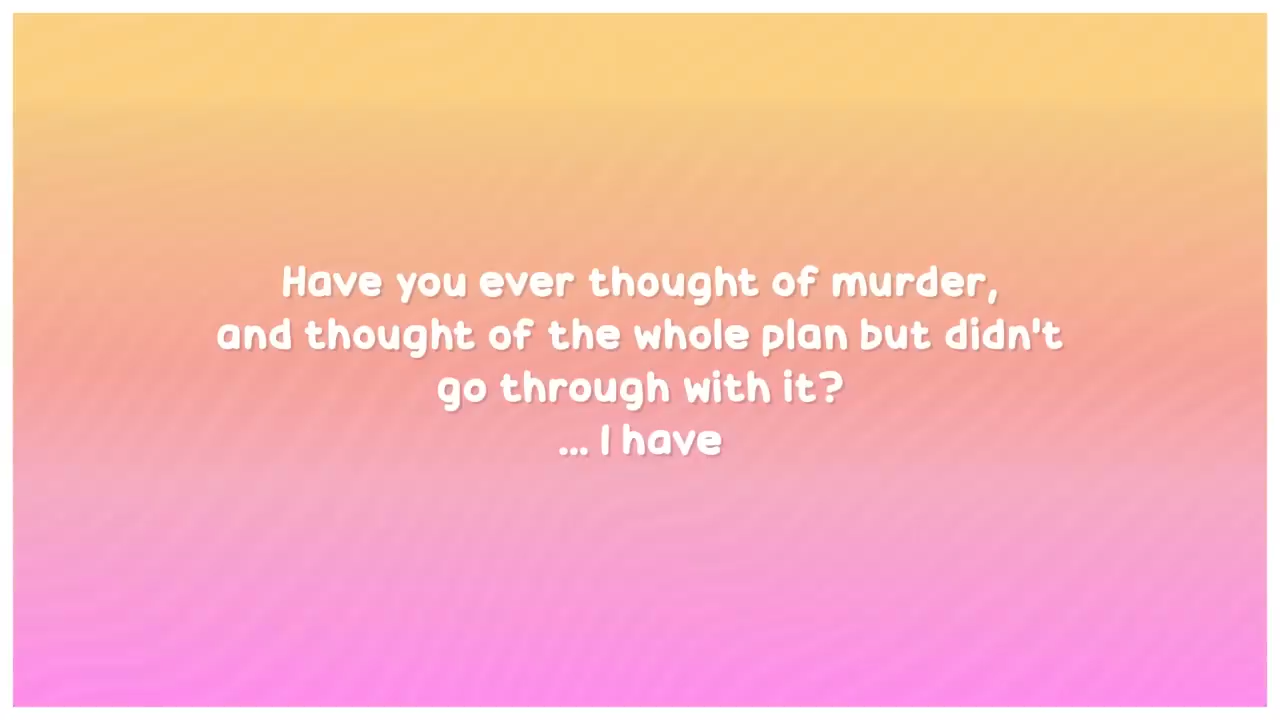 Have you ever thought of murder,
and thought of the whole plan but didn't
go through with it?
... I have